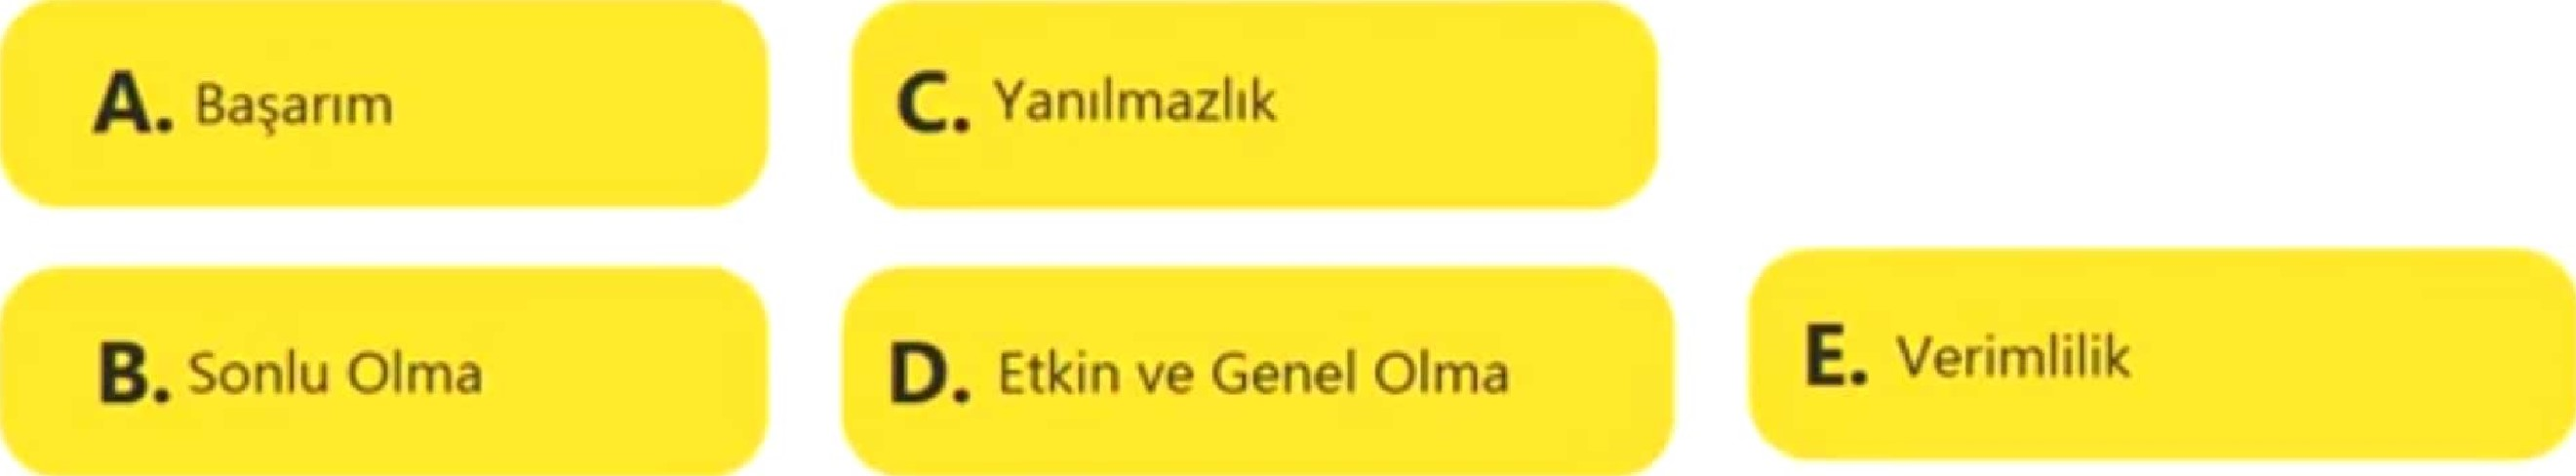 A. Başarım
C. Yanılmazlık
B. Sonlu Olma
D. Etkin ve Genel Olma
E. Verimlilik